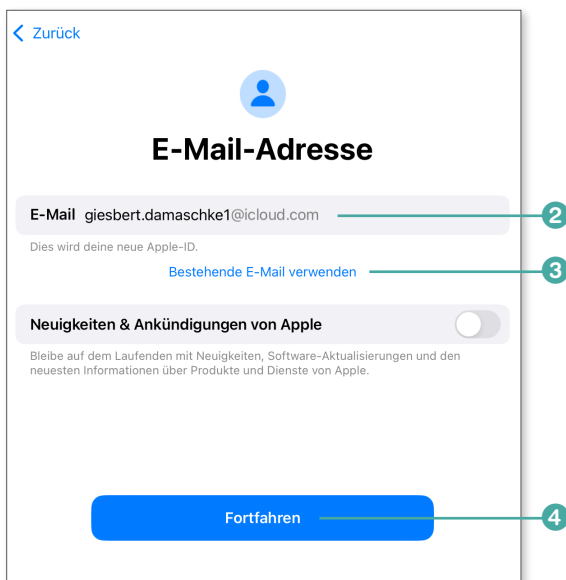 Zurück
E-Mail-Adresse
E-Mail giesbert.damaschke1@icloud.com
2
Dies wird deine neue Apple-ID.
Bestehende E-Mail verwenden
3
Neuigkeiten & Ankündigungen von Apple
Bleibe auf dem Laufenden mit Neuigkeiten, Software-Aktualisierungen und den
neuesten Informationen über Produkte und Dienste von Apple.
Fortfahren
4